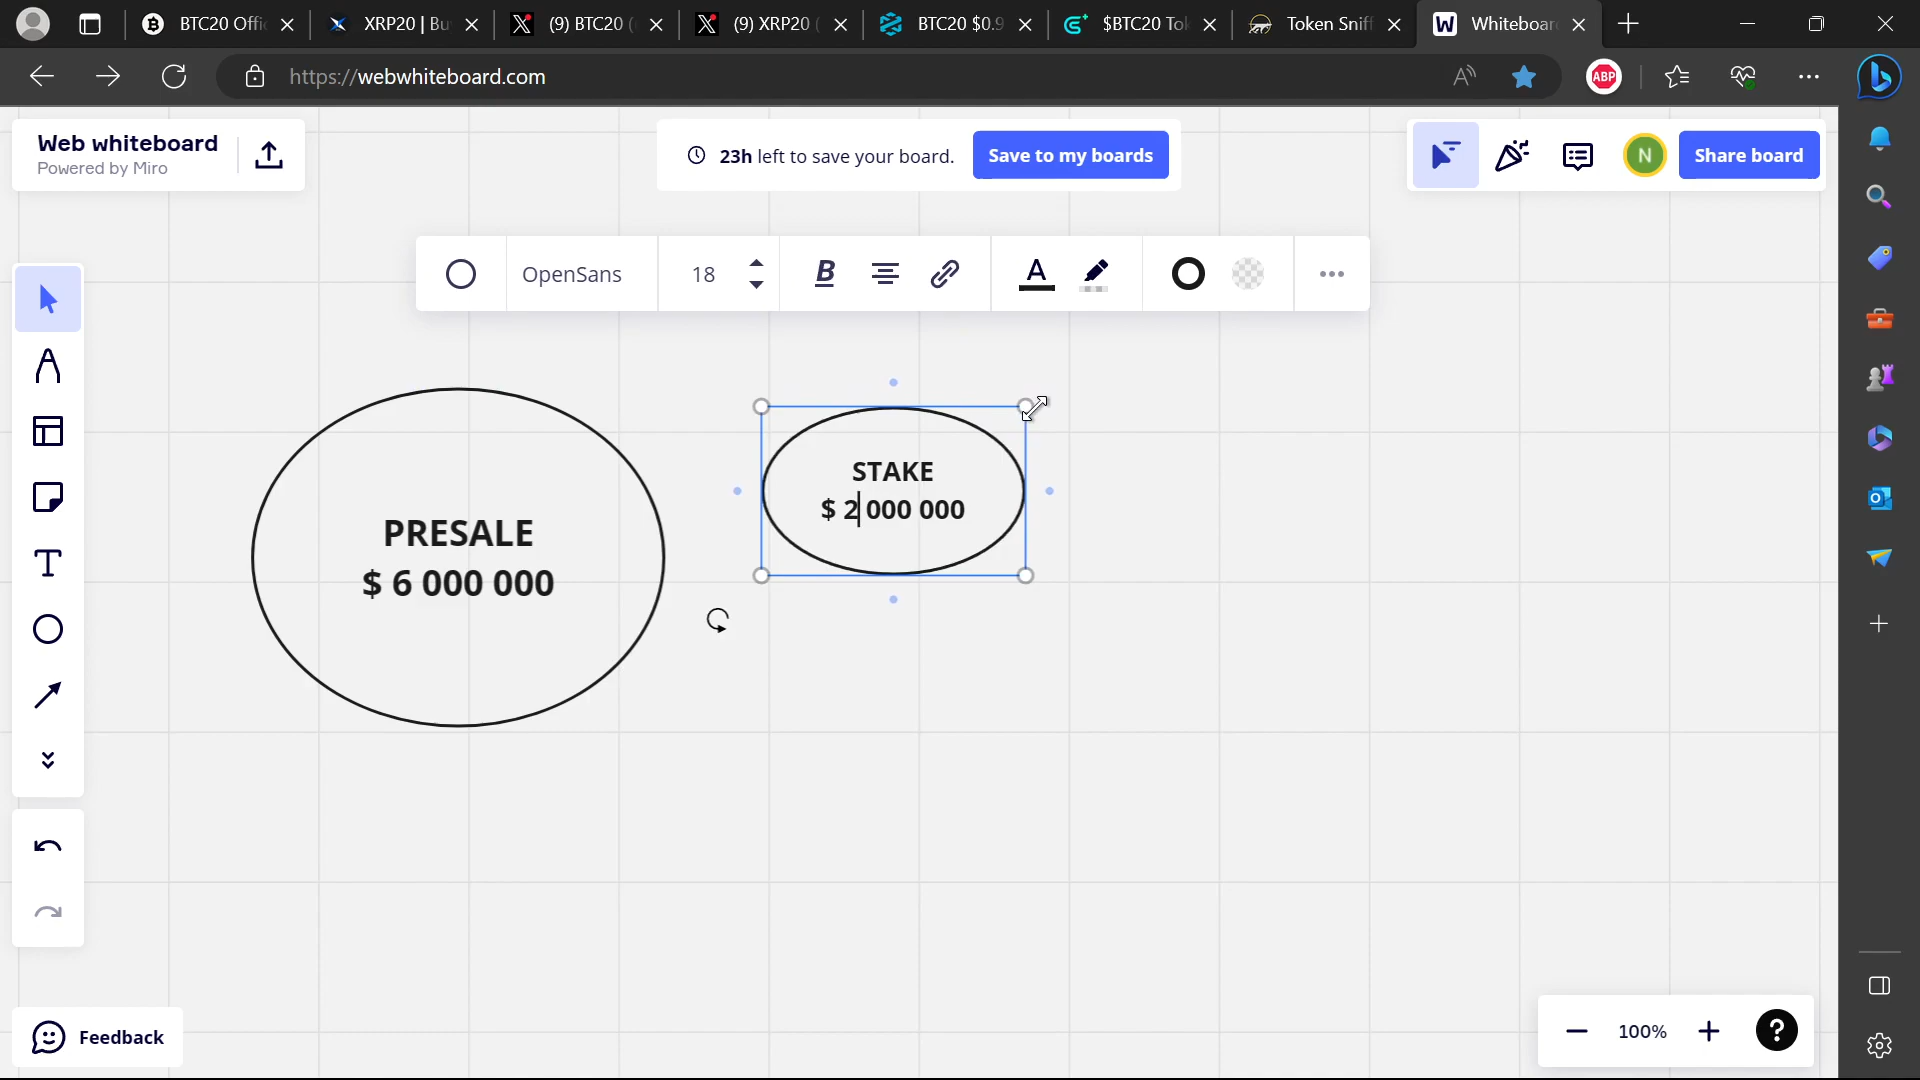 BTC20 Offi
XRP20 | Bu
(9) BTC20 (
(9) XRP20 (
BTC20 $0.9
$BTC20 Tok
Token Sniff
Whiteboar
https://webwhiteboard.com
ABP
Web whiteboard
Powered by Miro
23h left to save your board.
Save to my boards
N
Share board
OpenSans
18
B
A
STAKE
$ 2 000 000
PRESALE
$ 6 000 000
T
Feedback
100%
?